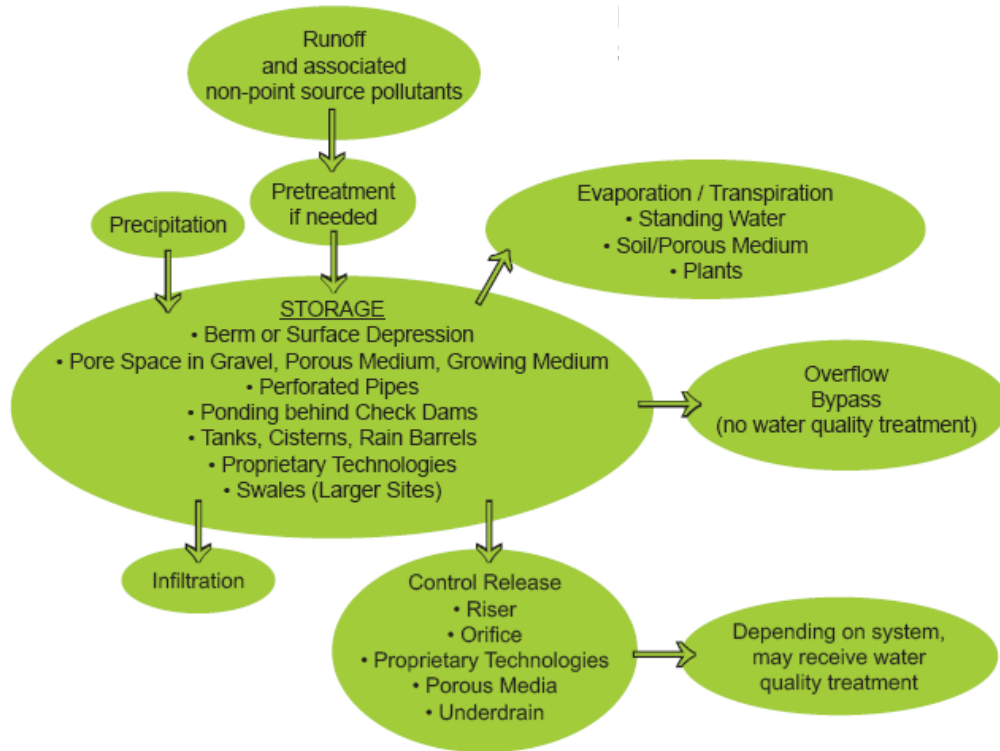 Runoff
and associated
non-point source pollutants
Pretreatment
if needed
Precipitation
Evaporation / Transpiration
• Standing Water
• Soil/Porous Medium
• Plants
STORAGE
• Berm or Surface Depression
• Pore Space in Gravel, Porous Medium, Growing Medium
• Perforated Pipes
• Ponding behind Check Dams
• Tanks, Cisterns, Rain Barrels
• Proprietary Technologies
• Swales (Larger Sites)
Overflow
Bypass
(no water quality treatment)
Infiltration
Control Release
• Riser
• Orifice
• Proprietary Technologies
• Porous Media
• Underdrain
Depending on system,
may receive water
quality treatment